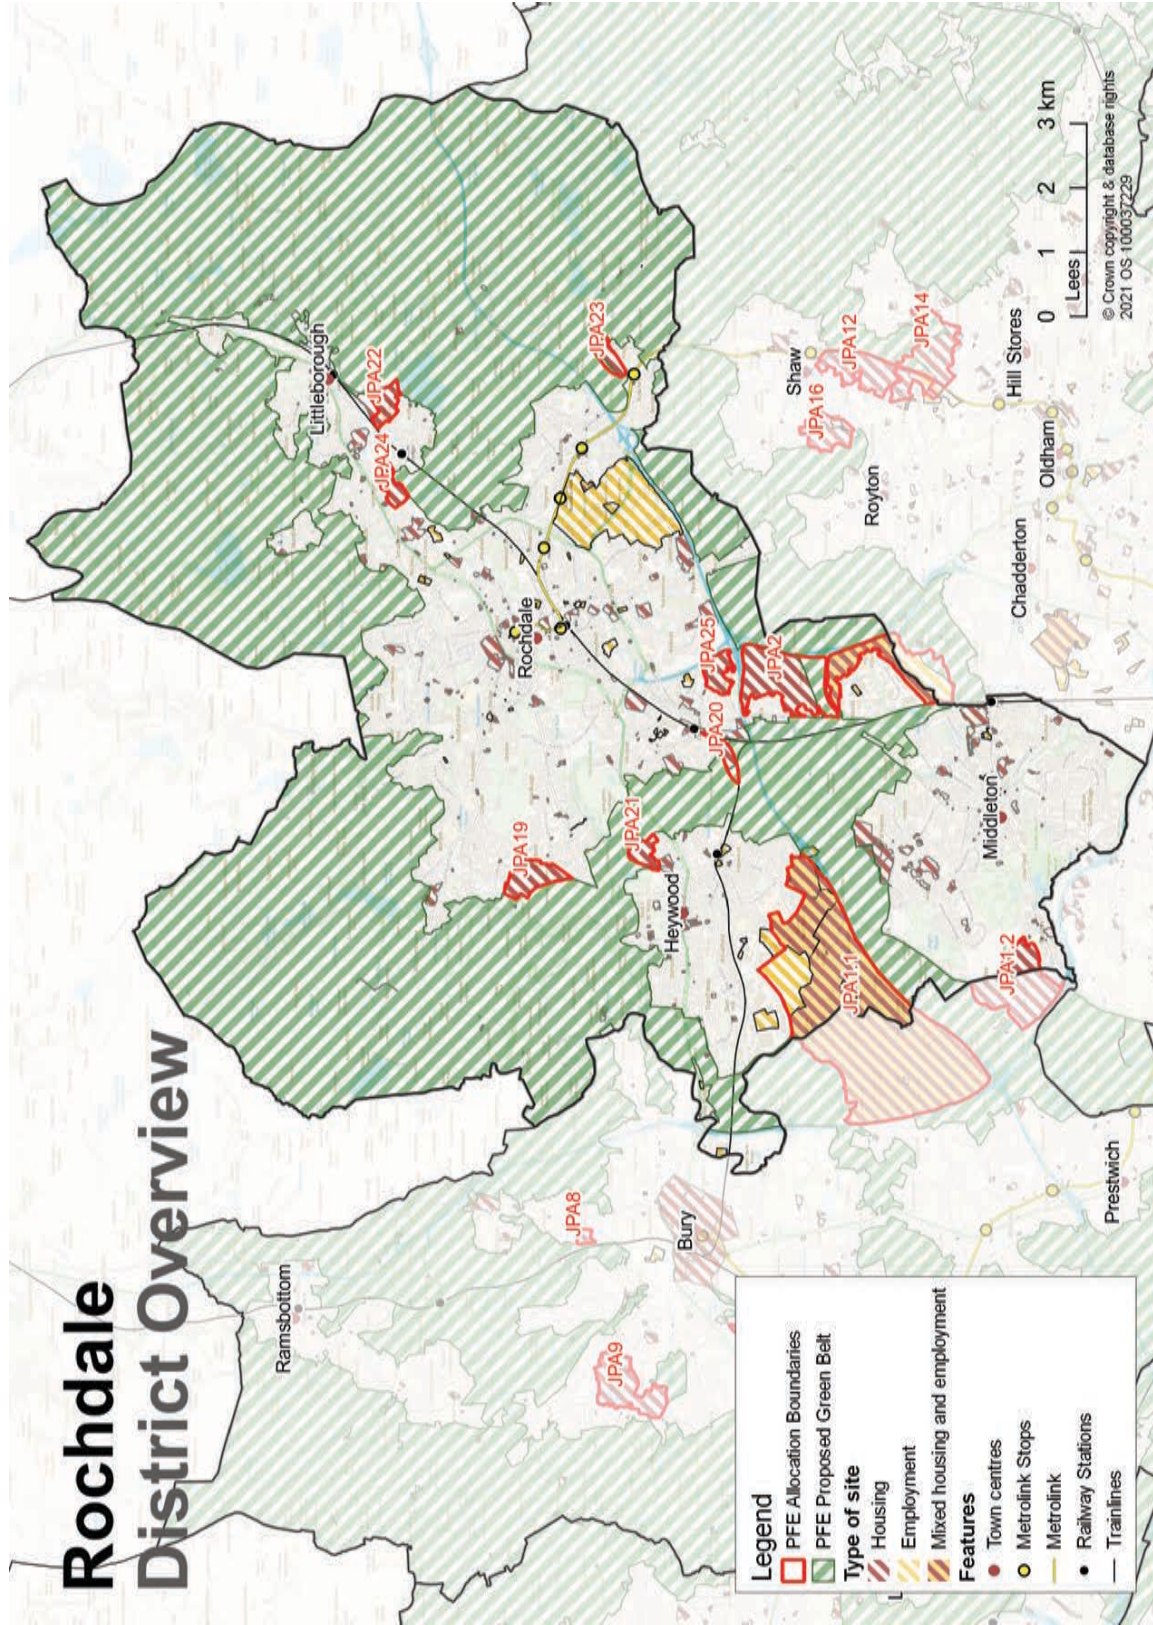 Rochdale
District Overview
Ramsbottom
JPA9
JPA8
Bury
Prestwich
Littleborough
JPA22
JPA24
JPA23
Rochdale
JPA19
JPA21
Heywood
JPA20
JPA25
JPA2
JPA1.1
JPA1.2
Middleton
Shaw
JPA16
JPA12
JPA14
Royton
Chadderton
Oldham
Hill Stores
Lees
L
Legend
PFE Allocation Boundaries
PFE Proposed Green Belt
Type of site
Housing
Employment
Mixed housing and employment
Features
Town centres
Metrolink Stops
Metrolink
Railway Stations
Trainlines
0 1 2 3 km
© Crown copyright & database rights
2021 OS 100037229